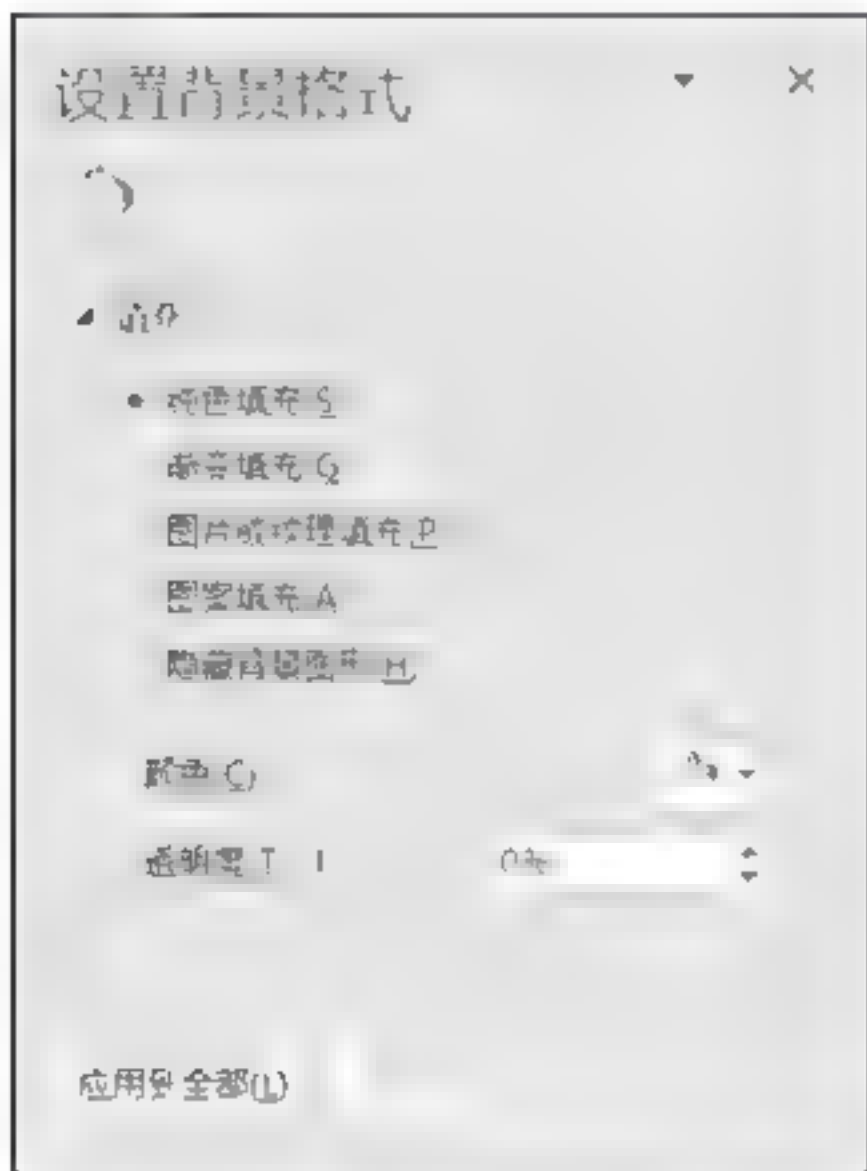 设置背景格式
填充
纯色填充 S
渐变填充 G
图片或纹理填充 P
图案填充 A
隐藏背景图形 H
颜色 C)
透明度 T 0%
应用到全部(L)